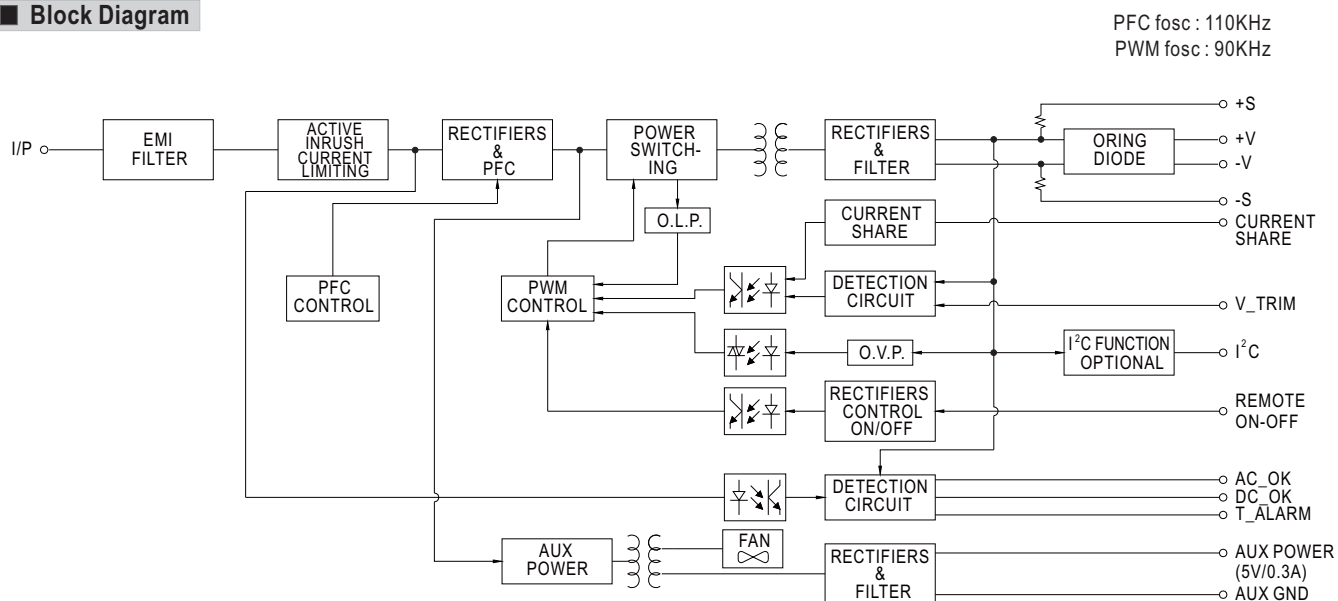 ■ Block Diagram
PFC fosc : 110KHz
PWM fosc : 90KHz
I/P
EMI
FILTER
ACTIVE
INRUSH
CURRENT
LIMITING
RECTIFIERS
&
PFC
POWER
SWITCH-
ING
RECTIFIERS
&
FILTER
ORING
DIODE
+S
+V
-V
-S
O.L.P.
CURRENT
SHARE
CURRENT
SHARE
PFC
CONTROL
PWM
CONTROL
DETECTION
CIRCUIT
V_TRIM
O.V.P.
I²C FUNCTION
OPTIONAL
I²C
RECTIFIERS
CONTROL
ON/OFF
REMOTE
ON-OFF
DETECTION
CIRCUIT
AC_OK
DC_OK
T_ALARM
AUX
POWER
FAN
RECTIFIERS
&
FILTER
AUX POWER
(5V/0.3A)
AUX GND